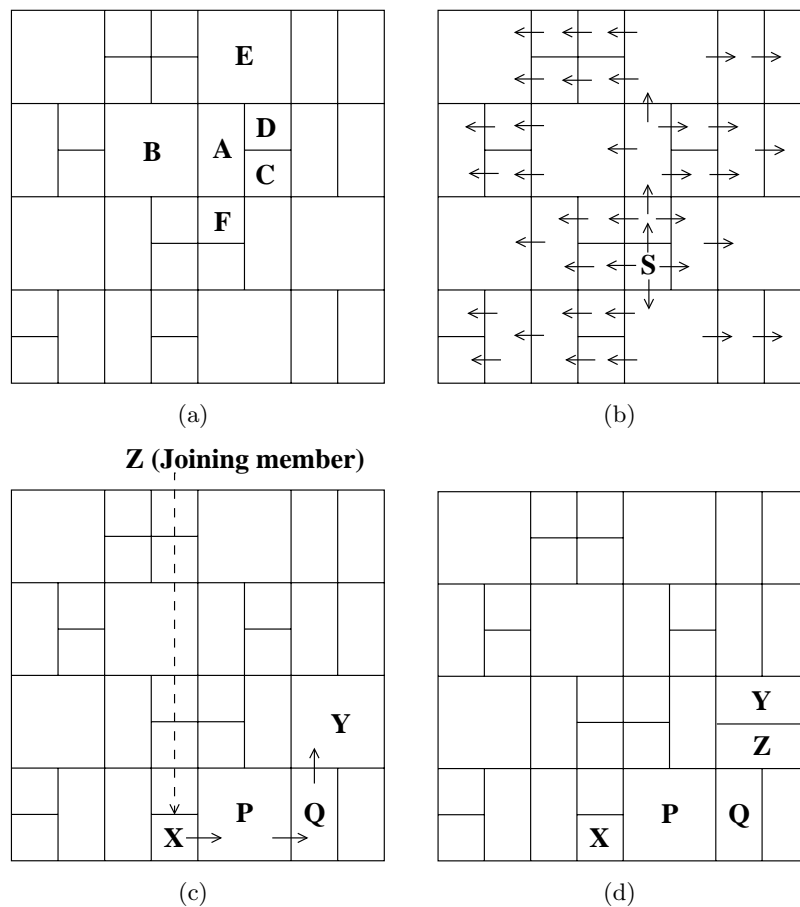 E
D
B A
C
F
S
(a) (b)
Z (Joining member)
Y
P Q
X
Y
Z
P Q
X
(c) (d)